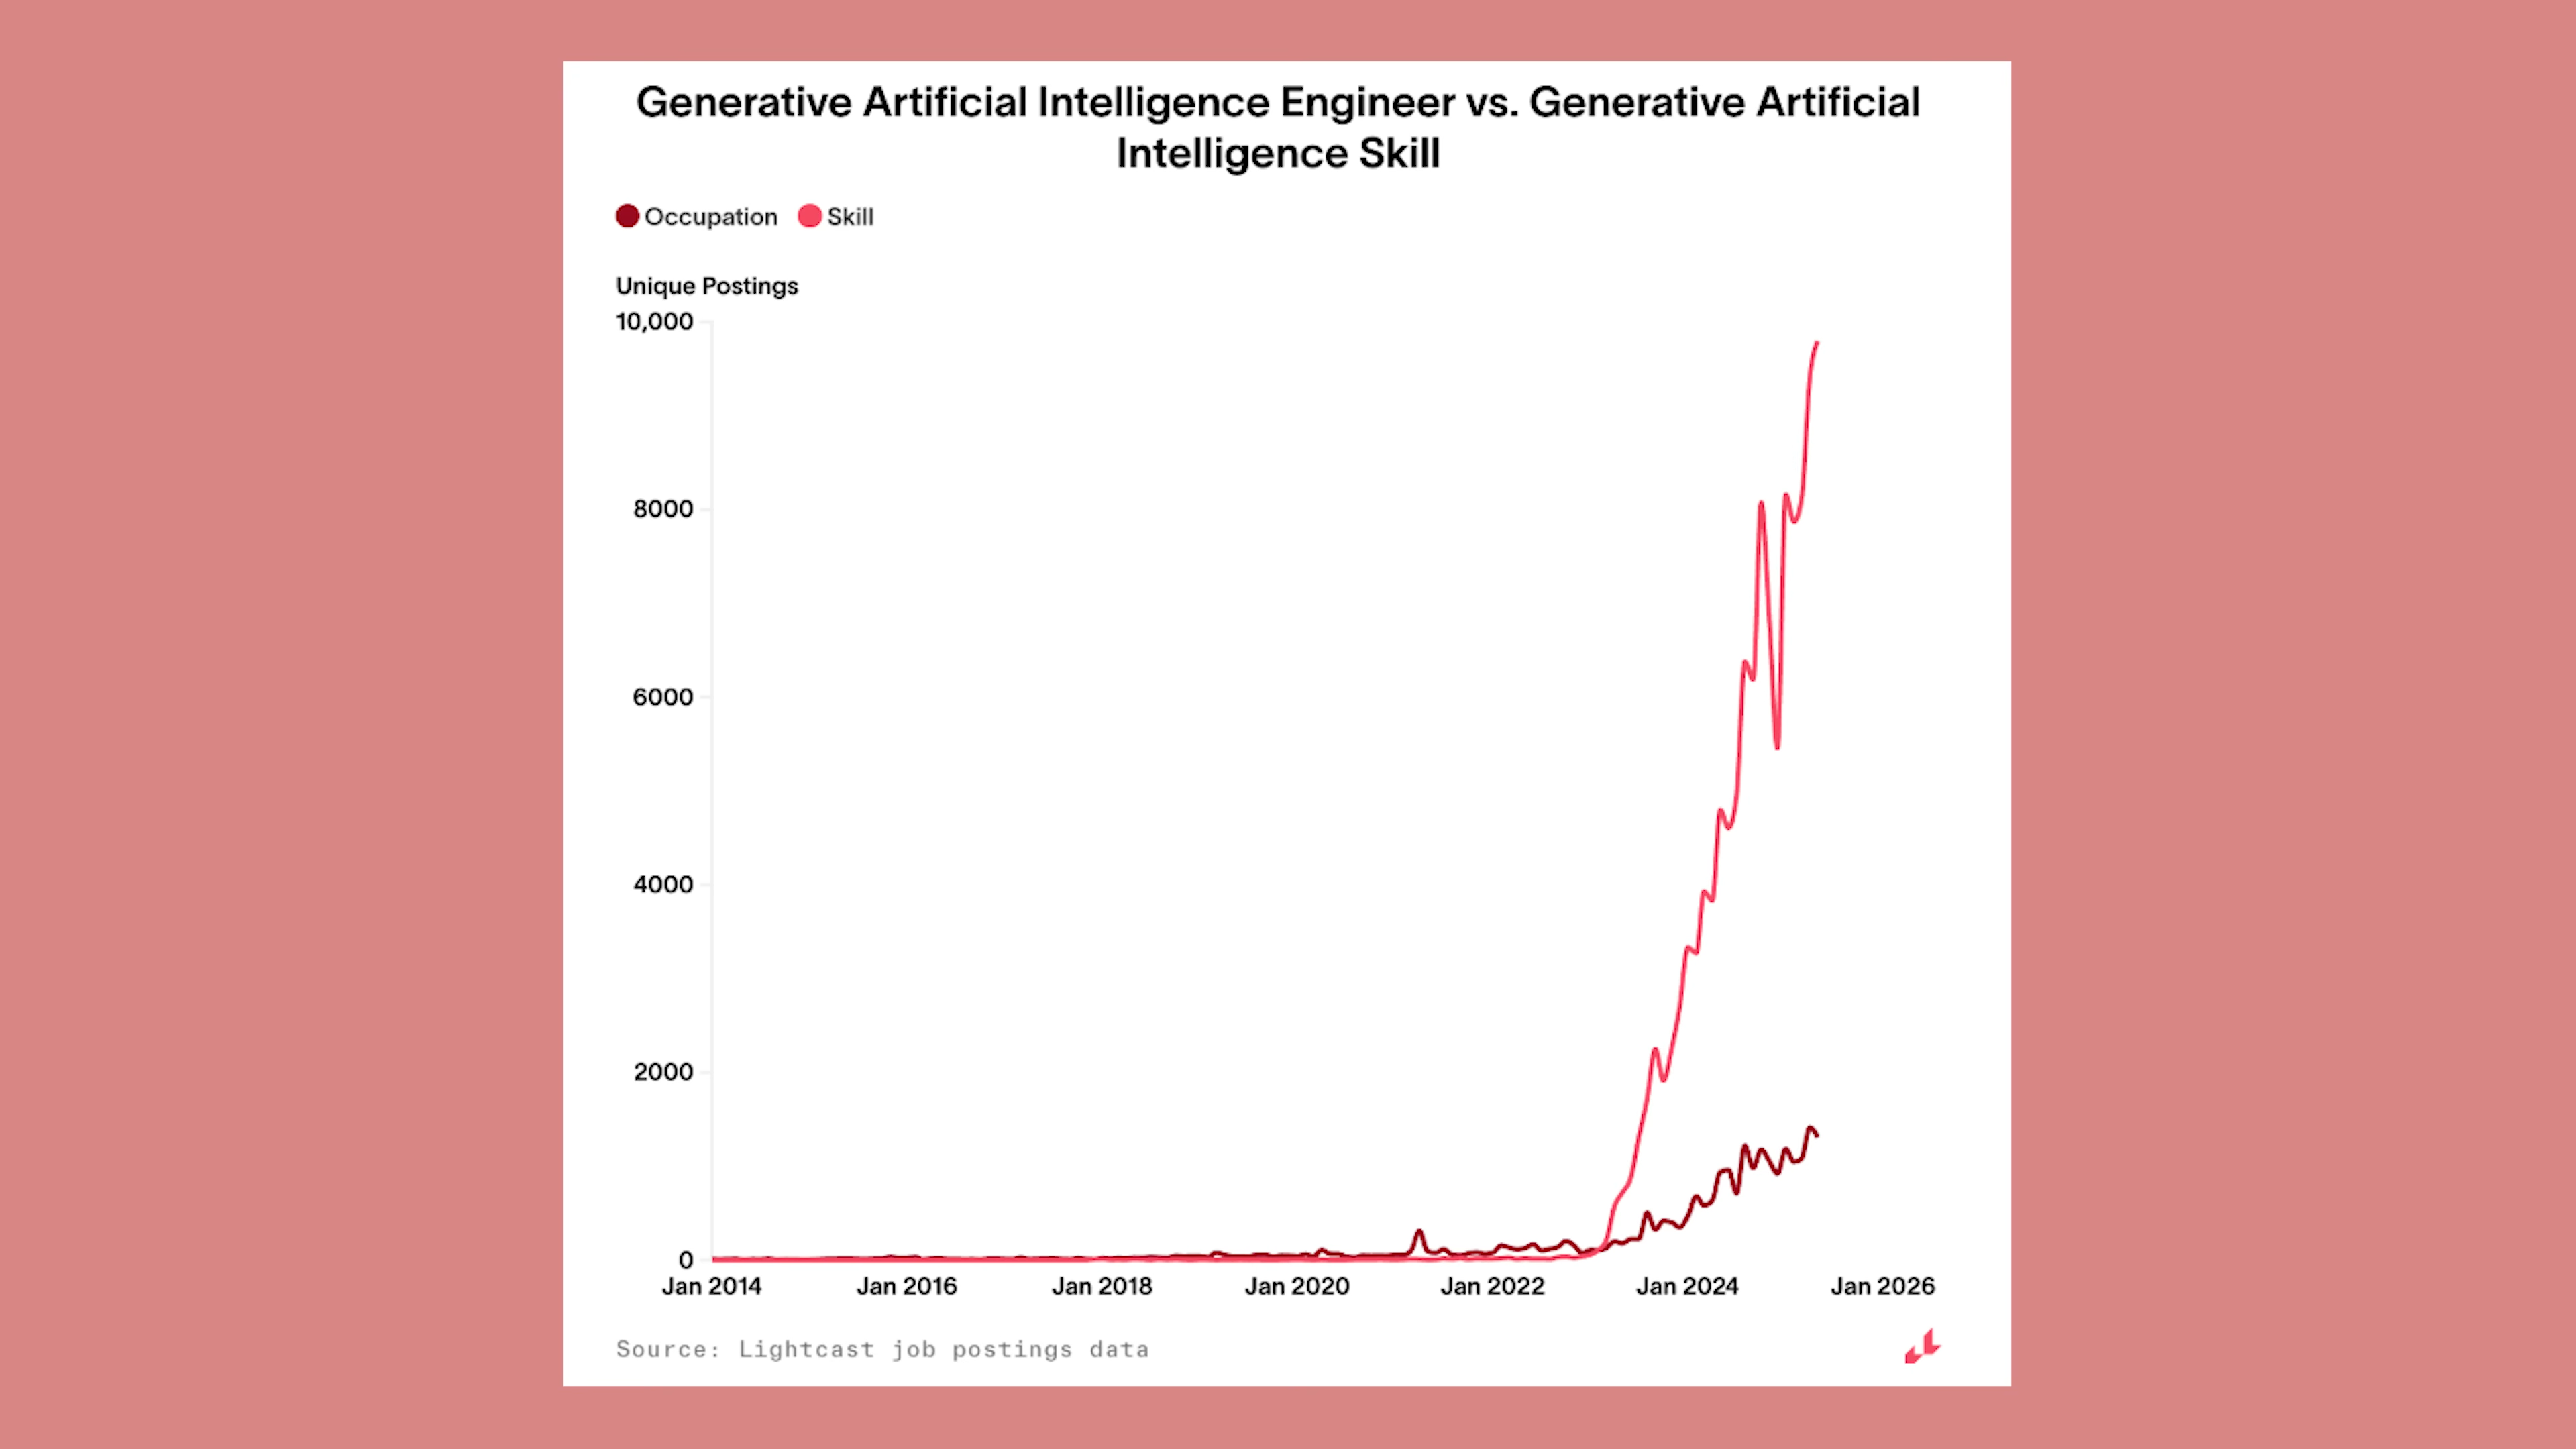 Generative Artificial Intelligence Engineer vs. Generative Artificial
Intelligence Skill
Occupation Skill
Unique Postings
10,000
8000
6000
4000
2000
0
Jan 2014 Jan 2016 Jan 2018 Jan 2020 Jan 2022 Jan 2024 Jan 2026
Source: Lightcast job postings data